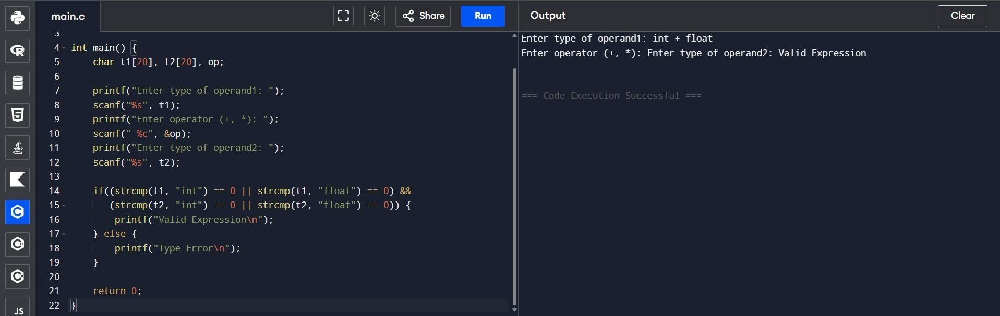 main.c
Share
Run
Output
Clear
3
4 int main() {
5 char t1[20], t2[20], op;
6
7 printf("Enter type of operand1: ");
8 scanf("%s", t1);
9 printf("Enter operator (+, *): ");
10 scanf(" %c", &op);
11 printf("Enter type of operand2: ");
12 scanf("%s", t2);
13
14 if((strcmp(t1, "int") == 0 || strcmp(t1, "float") == 0) &&
15 (strcmp(t2, "int") == 0 || strcmp(t2, "float") == 0)) {
16 printf("Valid Expression\n");
17 } else {
18 printf("Type Error\n");
19 }
20
21 return 0;
22 }
Enter type of operand1: int + float
Enter operator (+, *): Enter type of operand2: Valid Expression
=== Code Execution Successful ===
R
5
C
C
C
JS